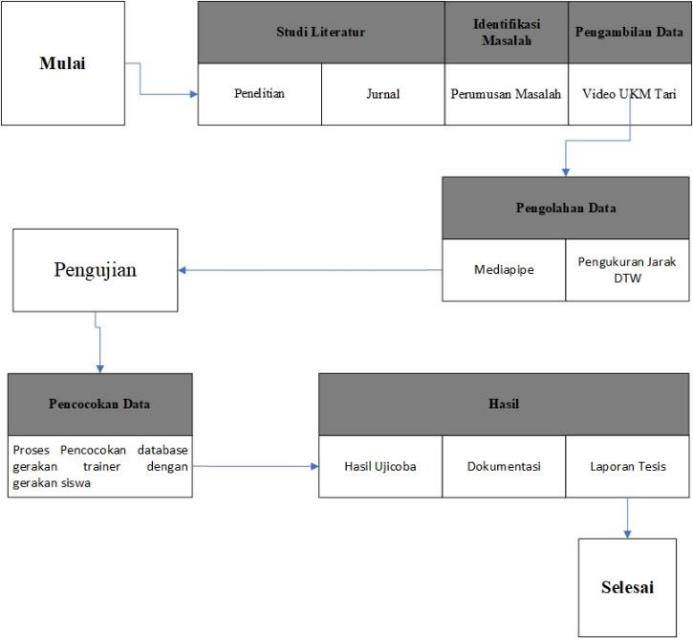 Mulai
Studi Literatur
Identifikasi
Masalah
Pengambilan Data
Penelitian
Jurnal
Perumusan Masalah
Video UKM Tari
Pengolahan Data
Mediapipe
Pengukuran Jarak
DTW
Pengujian
Pencocokan Data
Proses Pencocokan database
gerakan trainer dengan
gerakan siswa
Hasil
Hasil Ujicoba
Dokumentasi
Laporan Tesis
Selesai